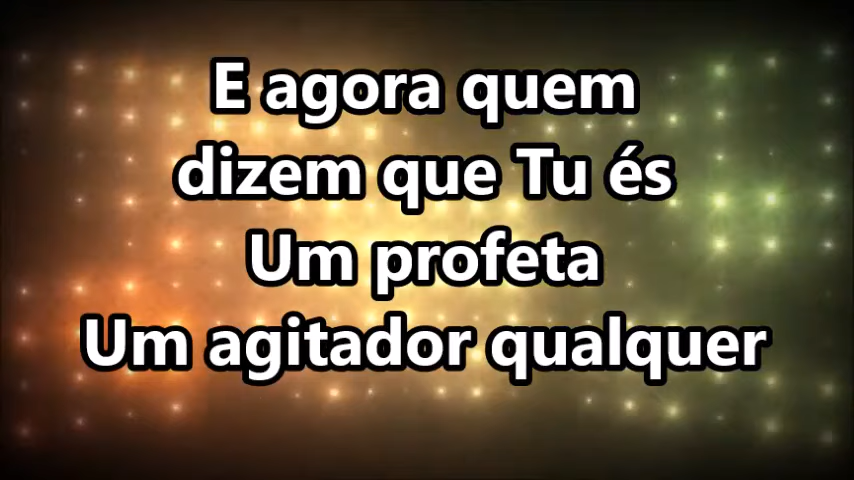 E agora quem
dizem que Tu és
Um profeta
Um agitador qualquer